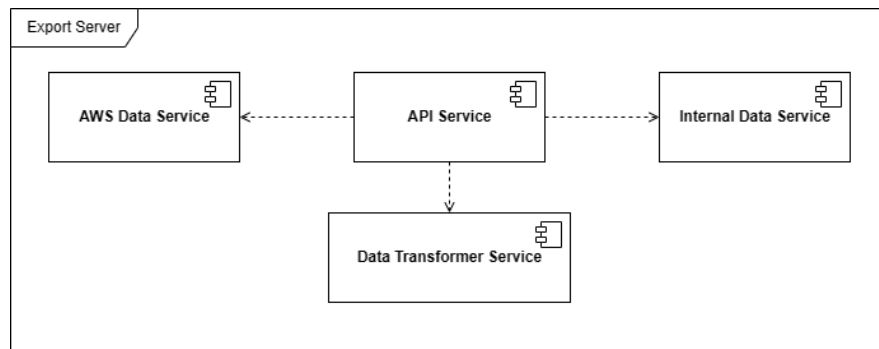 Export Server
AWS Data Service
API Service
Internal Data Service
Data Transformer Service